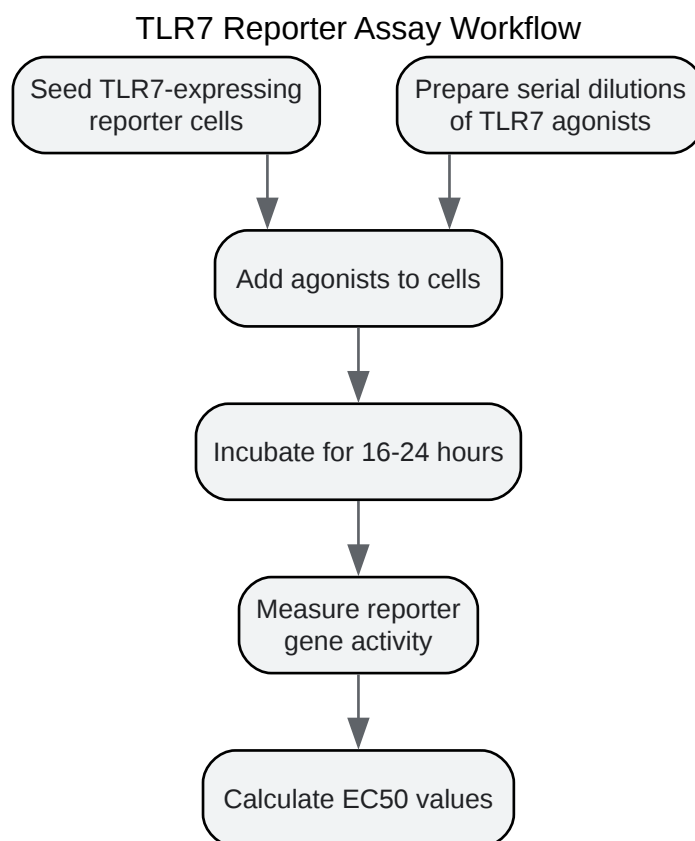 TLR7 Reporter Assay Workflow
Seed TLR7-expressing
reporter cells
Prepare serial dilutions
of TLR7 agonists
Add agonists to cells
Incubate for 16-24 hours
Measure reporter
gene activity
Calculate EC50 values